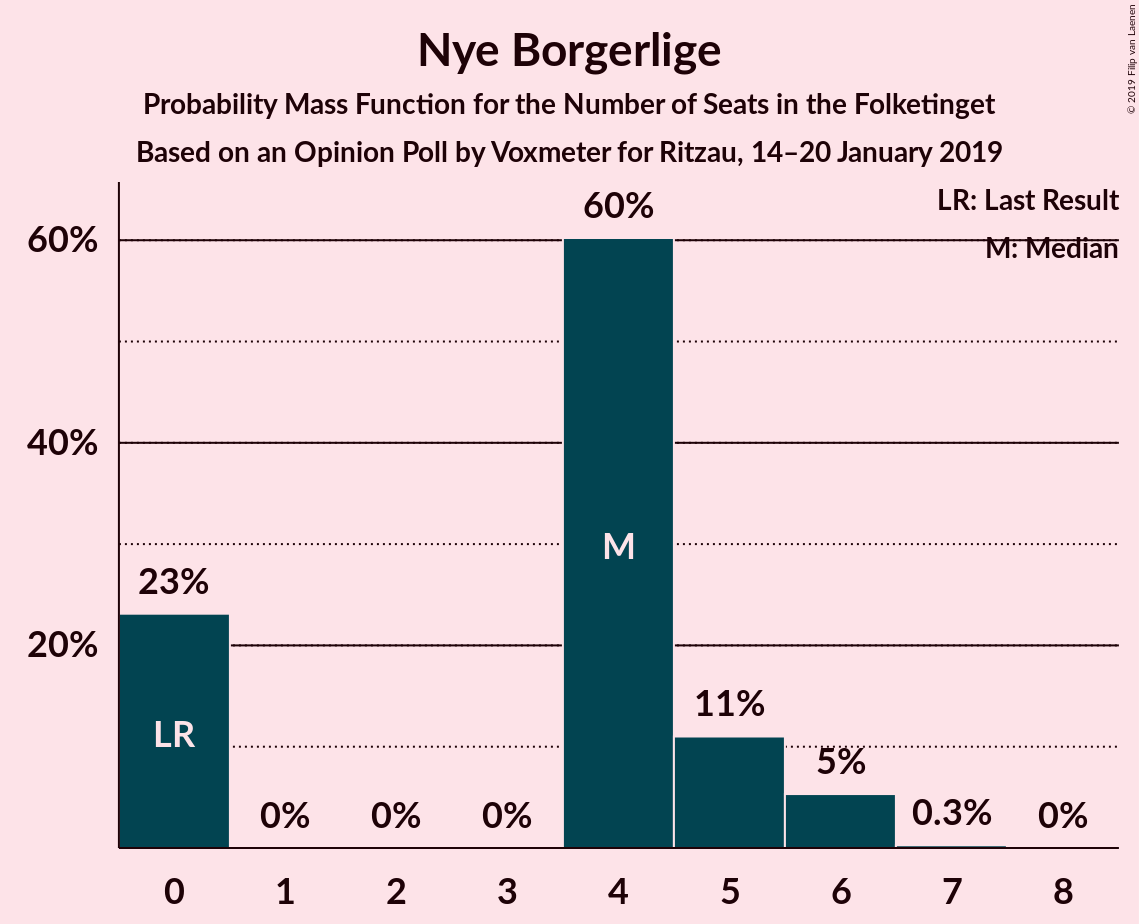 Nye Borgerlige
Probability Mass Function for the Number of Seats in the Folketinget
Based on an Opinion Poll by Voxmeter for Ritzau, 14–20 January 2019
© 2019 Filip van Laenen
LR: Last Result
M: Median
60%
40%
20%
23%
0%
0%
0%
60%
11%
5%
0.3%
0%
LR
M
0
1
2
3
4
5
6
7
8